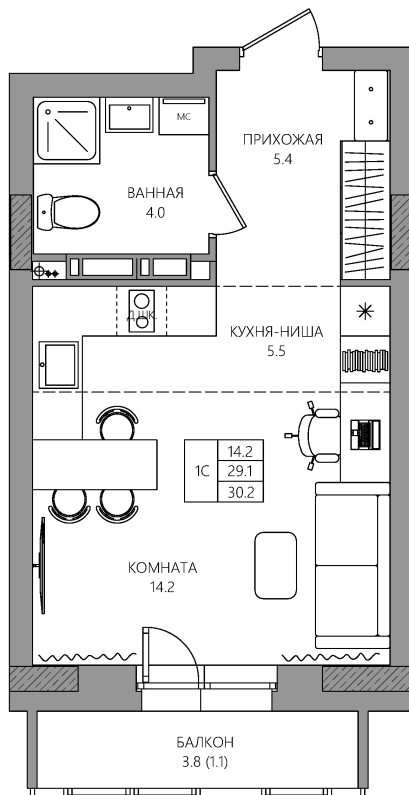 МС
ПРИХОЖАЯ
5.4
ВАННАЯ
4.0
Д.ШК.
КУХНЯ-НИША
5.5
1С
14.2
29.1
30.2
КОМНАТА
14.2
БАЛКОН
3.8 (1.1)